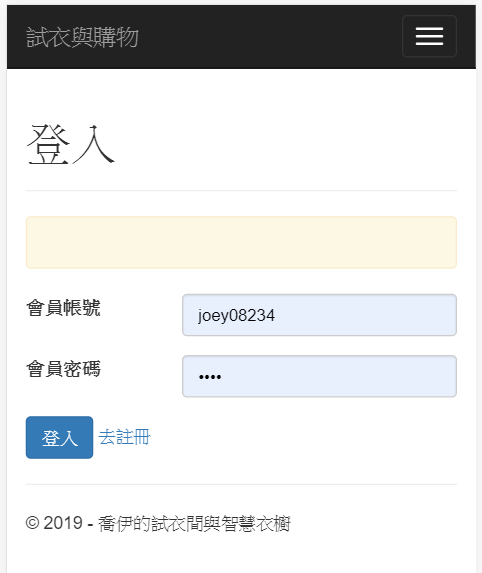 試衣與購物
登入
會員帳號 joey08234
會員密碼 ••••
登入 去註冊
© 2019 - 喬伊的試衣間與智慧衣櫥